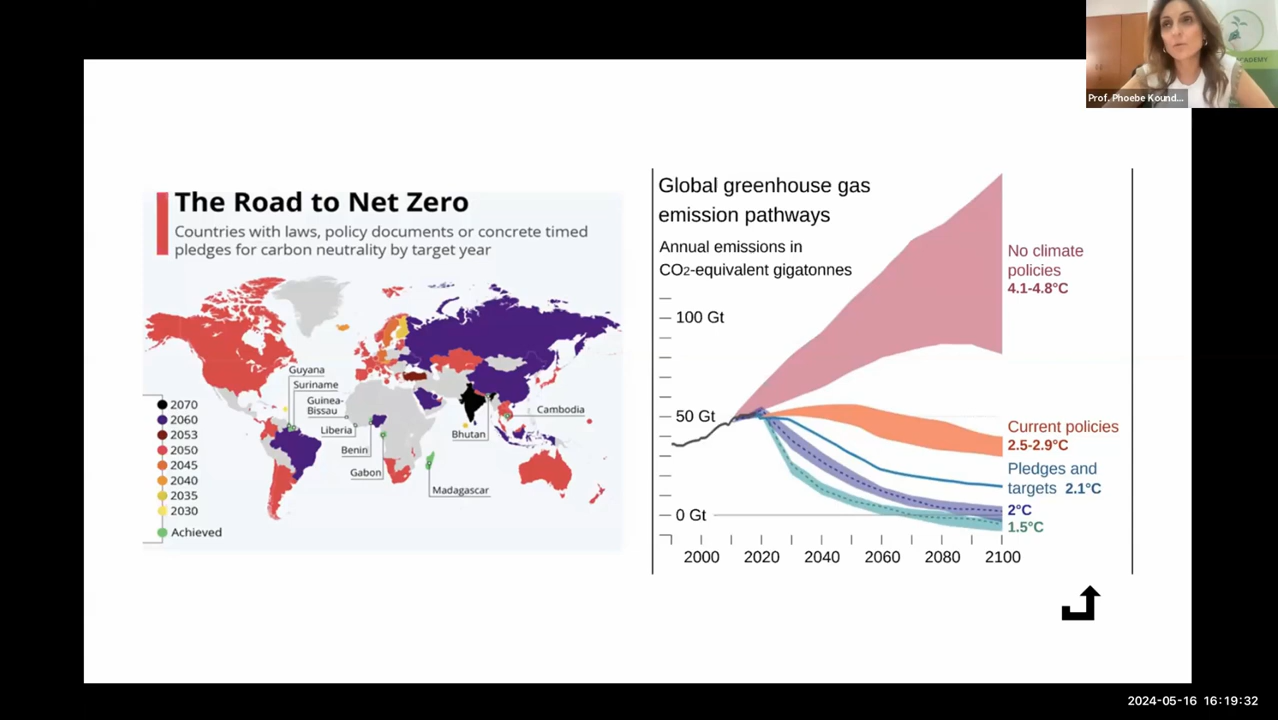 Prof. Phoebe Kound...
CADEMY
The Road to Net Zero
Countries with laws, policy documents or concrete timed
pledges for carbon neutrality by target year
Guyana
Suriname
Guinea-
Bissau
Liberia
Benin
Gabon
Bhutan
Cambodia
Madagascar
2070
2060
2053
2050
2045
2040
2035
2030
Achieved
Global greenhouse gas
emission pathways
Annual emissions in
CO2-equivalent gigatonnes
100 Gt
50 Gt
0 Gt
2000 2020 2040 2060 2080 2100
No climate
policies
4.1-4.8°C
Current policies
2.5-2.9°C
Pledges and
targets 2.1°C
2°C
1.5°C
2024-05-16 16:19:32